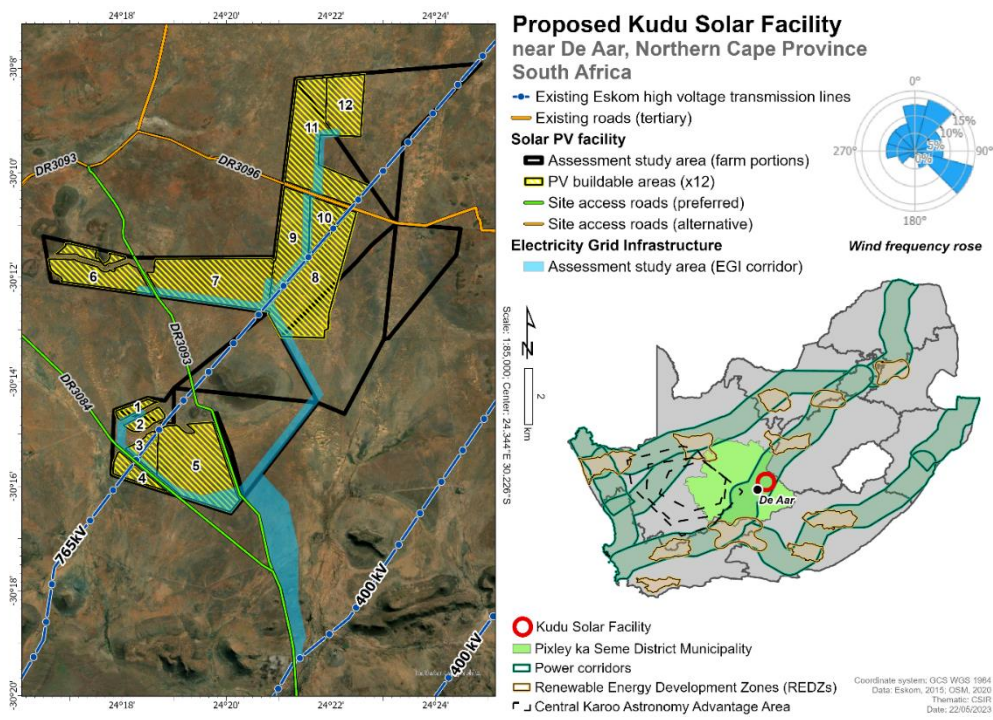 Proposed Kudu Solar Facility
near De Aar, Northern Cape Province
South Africa
Existing Eskom high voltage transmission lines
Existing roads (tertiary)
Solar PV facility
Assessment study area (farm portions)
PV buildable areas (x12)
Site access roads (preferred)
Site access roads (alternative)
Electricity Grid Infrastructure
Assessment study area (EGI corridor)
0°
15%
10%
5%
0%
270°
90°
180°
Wind frequency rose
24°18'
24°20'
24°22'
24°24'
-30°8'
-30°10'
-30°12'
-30°14'
-30°16'
-30°18'
-30°20'
12
11
DR3093
DR3096
10
9
6
7
8
DR3093
DR3084
1
2
3
4
5
765kV
400 kV
400 kV
24°18'
24°20'
24°22'
24°24'
Scale: 1:85,000; Center: 24.344°E 30.226°S
N
2
km
De Aar
Kudu Solar Facility
Pixley ka Seme District Municipality
Power corridors
Renewable Energy Development Zones (REDZs)
Central Karoo Astronomy Advantage Area
Coordinate system: GCS WGS 1984
Data: Eskom, 2015; OSM, 2020
Thematic: CSIR
Date: 22/05/2023